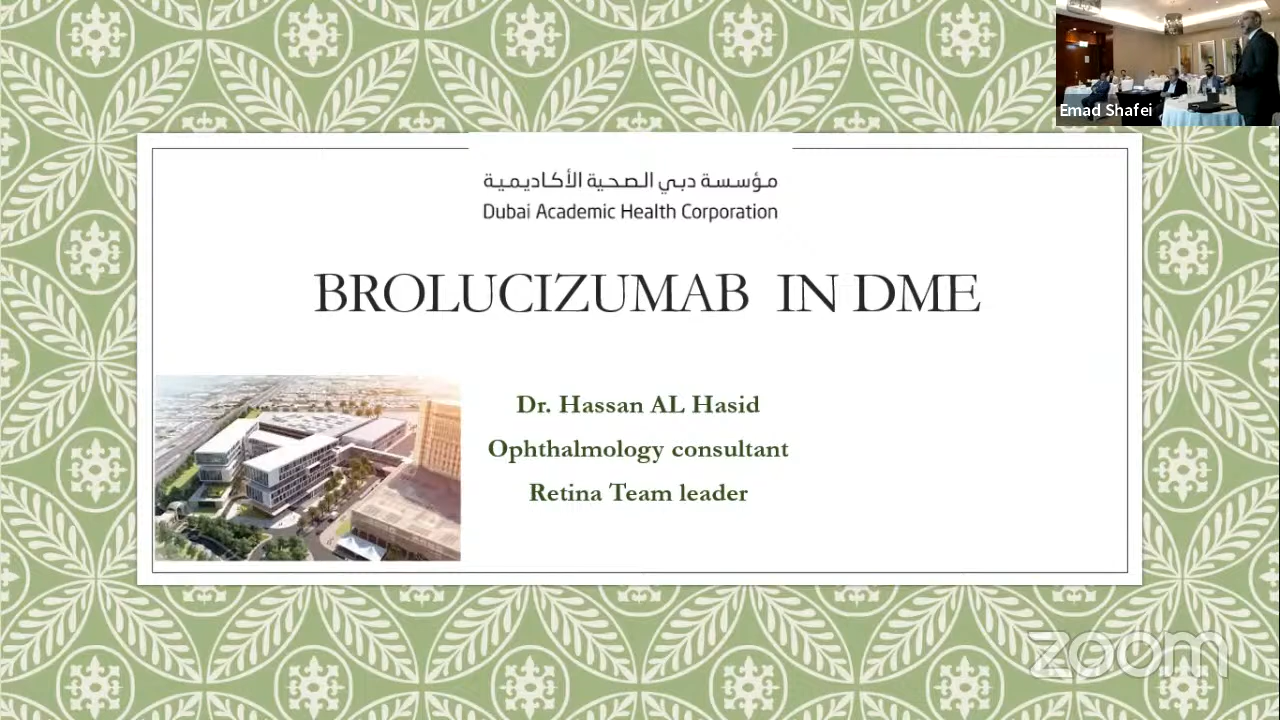 Emad Shafei
مؤسسة دبي الصحية الأكاديمية
Dubai Academic Health Corporation
BROLUCIZUMAB IN DME
Dr. Hassan AL Hasid
Ophthalmology consultant
Retina Team leader
zoom